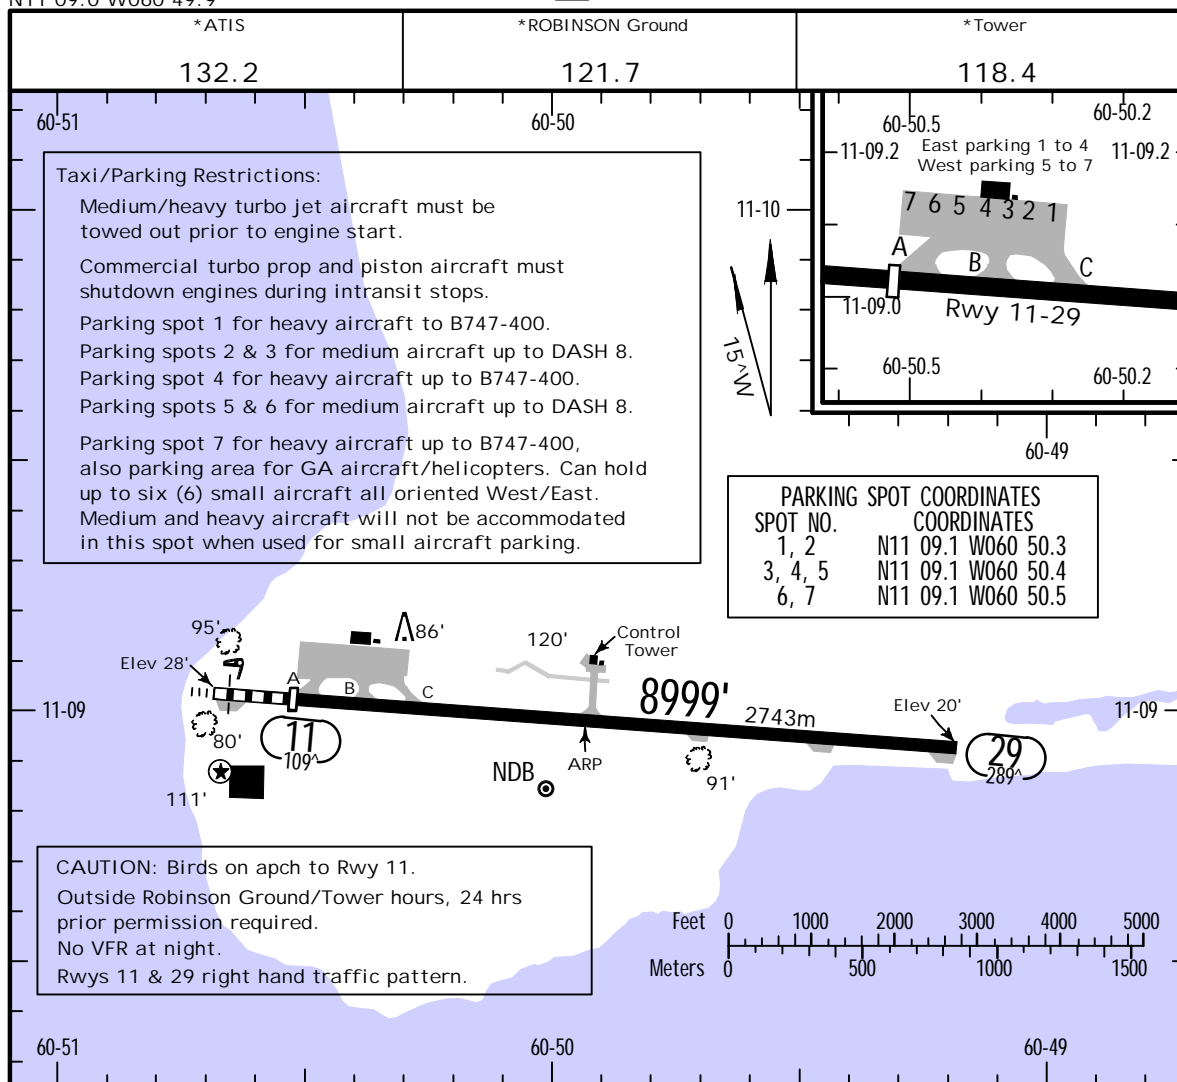 N11 09.0 W060 49.9
*ATIS
132.2
*ROBINSON Ground
121.7
*Tower
118.4
60-51
60-50
60-50.5
60-50.2
11-09.2
East parking 1 to 4
West parking 5 to 7
11-09.2
7 6 5 4 3 2 1
A
B
C
11-09.0
Rwy 11-29
60-50.5
60-50.2
11-10
15^W
60-49
Taxi/Parking Restrictions:
Medium/heavy turbo jet aircraft must be
towed out prior to engine start.
Commercial turbo prop and piston aircraft must
shutdown engines during intransit stops.
Parking spot 1 for heavy aircraft to B747-400.
Parking spots 2 & 3 for medium aircraft up to DASH 8.
Parking spot 4 for heavy aircraft up to B747-400.
Parking spots 5 & 6 for medium aircraft up to DASH 8.
Parking spot 7 for heavy aircraft up to B747-400,
also parking area for GA aircraft/helicopters. Can hold
up to six (6) small aircraft all oriented West/East.
Medium and heavy aircraft will not be accommodated
in this spot when used for small aircraft parking.
PARKING SPOT COORDINATES
SPOT NO. COORDINATES
1, 2 N11 09.1 W060 50.3
3, 4, 5 N11 09.1 W060 50.4
6, 7 N11 09.1 W060 50.5
95'
86'
120'
Control
Tower
Elev 28'
A
B
C
8999'
2743m
Elev 20'
11-09
11-09
80'
11
109^
ARP
29
289^
NDB
91'
111'
CAUTION: Birds on apch to Rwy 11.
Outside Robinson Ground/Tower hours, 24 hrs
prior permission required.
No VFR at night.
Rwys 11 & 29 right hand traffic pattern.
Feet 0 1000 2000 3000 4000 5000
Meters 0 500 1000 1500
60-51
60-50
60-49